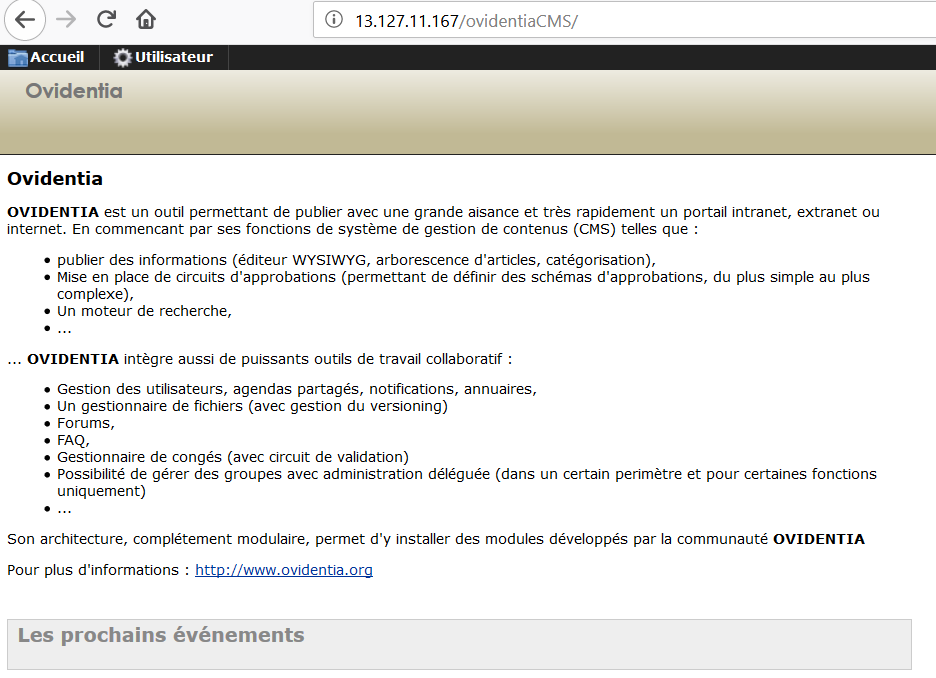 13.127.11.167/ovidentiaCMS/
Accueil Utilisateur
Ovidentia
Ovidentia
OVIDENTIA est un outil permettant de publier avec une grande aisance et très rapidement un portail intranet, extranet ou
internet. En commencant par ses fonctions de système de gestion de contenus (CMS) telles que :
• publier des informations (éditeur WYSIWYG, arborescence d'articles, catégorisation),
• Mise en place de circuits d'approbations (permettant de définir des schémas d'approbations, du plus simple au plus
complexe),
• Un moteur de recherche,
• ...
... OVIDENTIA intègre aussi de puissants outils de travail collaboratif :
• Gestion des utilisateurs, agendas partagés, notifications, annuaires,
• Un gestionnaire de fichiers (avec gestion du versioning)
• Forums,
• FAQ,
• Gestionnaire de congés (avec circuit de validation)
• Possibilité de gérer des groupes avec administration déléguée (dans un certain perimètre et pour certaines fonctions
uniquement)
• ...
Son architecture, complétement modulaire, permet d'y installer des modules développés par la communauté OVIDENTIA
Pour plus d'informations : http://www.ovidentia.org
Les prochains événements